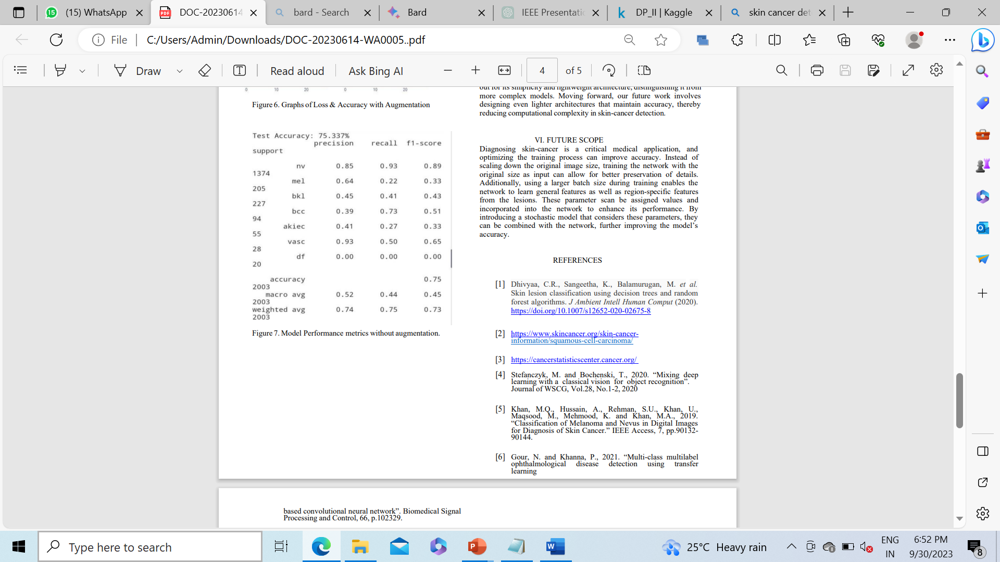 (15) WhatsApp
DOC-20230614
bard - Search
Bard
IEEE Presentatic
DP_II | Kaggle
skin cancer det
File
C:/Users/Admin/Downloads/DOC-20230614-WA0005..pdf
Draw
Read aloud
Ask Bing AI
4
of 5
0 10 20 0 10 20
Figure 6. Graphs of Loss & Accuracy with Augmentation
Test Accuracy: 75.337%
precision recall f1-score
support
nv 0.85 0.93 0.89
1374
mel 0.64 0.22 0.33
205
bkl 0.45 0.41 0.43
227
bcc 0.39 0.73 0.51
94
akiec 0.41 0.27 0.33
55
vasc 0.93 0.50 0.65
28
df 0.00 0.00 0.00
20
accuracy 0.75
2003
macro avg 0.52 0.44 0.45
2003
weighted avg 0.74 0.75 0.73
2003
Figure 7. Model Performance metrics without augmentation.
out for its simplicity and lightweight architecture, distinguishing it from
more complex models. Moving forward, our future work involves
designing even lighter architectures that maintain accuracy, thereby
reducing computational complexity in skin-cancer detection.
VI. FUTURE SCOPE
Diagnosing skin-cancer is a critical medical application, and
optimizing the training process can improve accuracy. Instead of
scaling down the original image size, training the network with the
original size as input can allow for better preservation of details.
Additionally, using a larger batch size during training enables the
network to learn general features as well as region-specific features
from the lesions. These parameter scan be assigned values and
incorporated into the network to enhance its performance. By
introducing a stochastic model that considers these parameters, they
can be combined with the network, further improving the model's
accuracy.
REFERENCES
[1] Dhivyaa, C.R., Sangeetha, K., Balamurugan, M. et al.
Skin lesion classification using decision trees and random
forest algorithms. J Ambient Intell Human Comput (2020).
https://doi.org/10.1007/s12652-020-02675-8
[2] https://www.skincancer.org/skin-cancer-
information/squamous-cell-carcinoma/
[3] https://cancerstatisticscenter.cancer.org/
[4] Stefanczyk, M. and Bochenski, T., 2020. “Mixing deep
learning with a classical vision for object recognition”.
Journal of WSCG, Vol.28, No.1-2, 2020
[5] Khan, M.Q., Hussain, A., Rehman, S.U., Khan, U.,
Maqsood, M., Mehmood, K. and Khan, M.A., 2019.
“Classification of Melanoma and Nevus in Digital Images
for Diagnosis of Skin Cancer.” IEEE Access, 7, pp.90132-
90144.
[6] Gour, N. and Khanna, P., 2021. “Multi-class multilabel
ophthalmological disease detection using transfer
learning
based convolutional neural network”. Biomedical Signal
Processing and Control, 66, p.102329.
Type here to search
25°C Heavy rain
ENG
IN
6:52 PM
9/30/2023
8